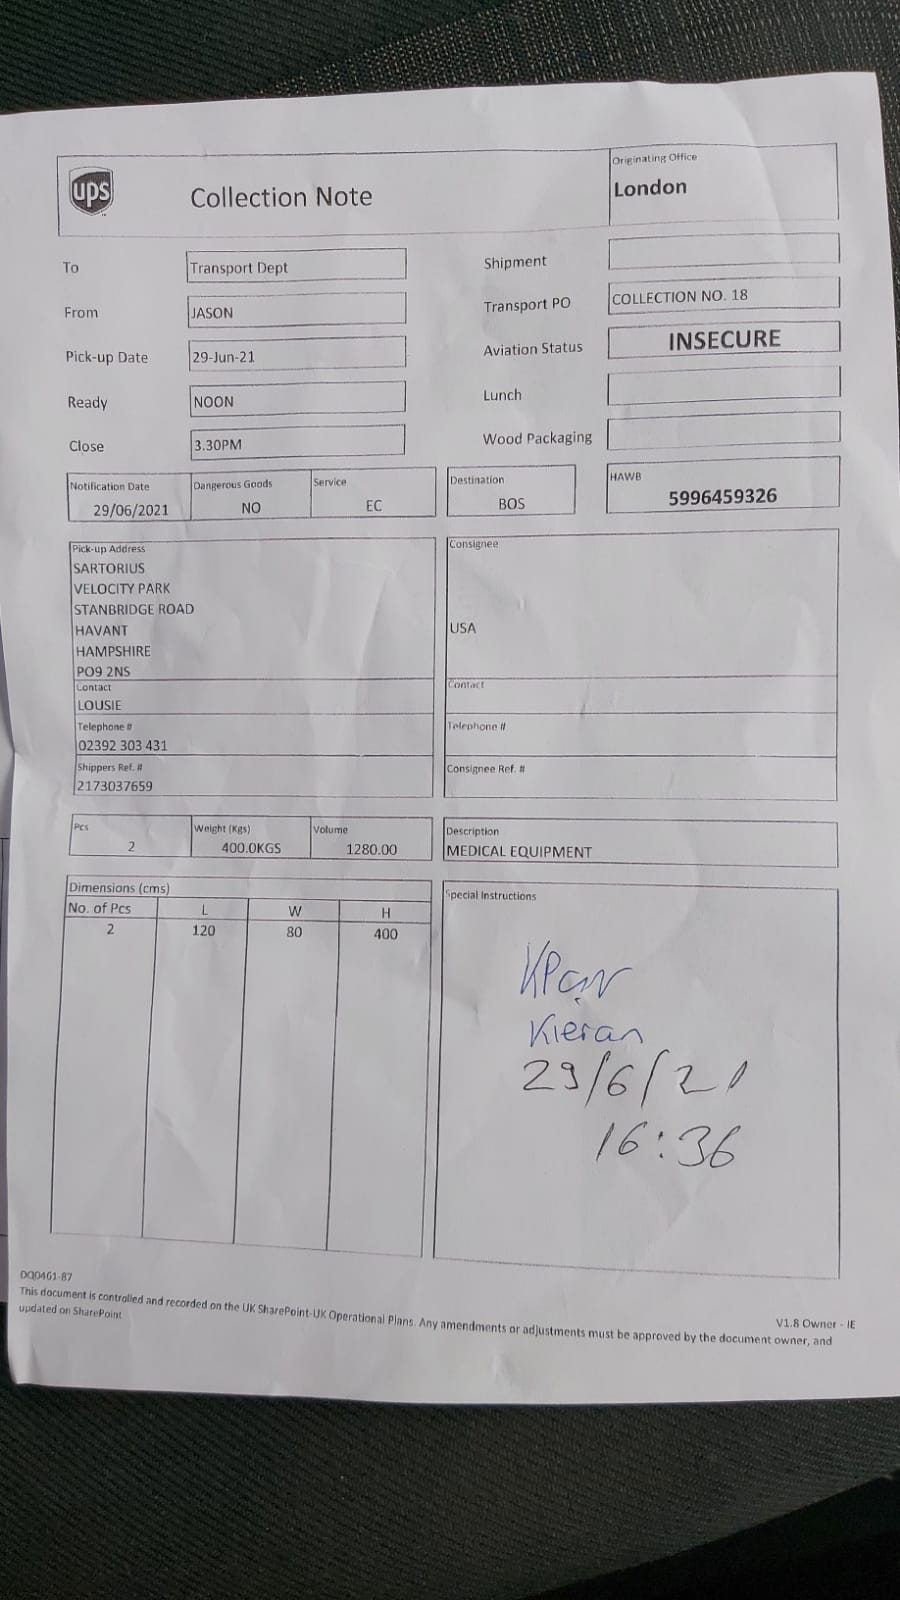 ups
Collection Note
Originating Office
London
To
Transport Dept
From
JASON
Pick-up Date
29-Jun-21
Ready
NOON
Close
3.30PM
Shipment
Transport PO
COLLECTION NO. 18
Aviation Status
INSECURE
Lunch
Wood Packaging
Notification Date
29/06/2021
Dangerous Goods
NO
Service
EC
Destination
BOS
HAWB
5996459326
Pick-up Address
SARTORIUS
VELOCITY PARK
STANBRIDGE ROAD
HAVANT
HAMPSHIRE
PO9 2NS
Contact
LOUSIE
Telephone #
02392 303 431
Shippers Ref. #
2173037659
Consignee
USA
Contact
Telephone #
Consignee Ref. #
Pcs
2
Weight (Kgs)
400.0KGS
Volume
1280.00
Description
MEDICAL EQUIPMENT
Dimensions (cms)
No. of Pcs L W H
2 120 80 400
Special Instructions
Kieran
29/6/21
16:36
DQ0461-87
This document is controlled and recorded on the UK SharePoint-UK Operational Plans. Any amendments or adjustments must be approved by the document owner, and
updated on SharePoint
V1.8 Owner - IE